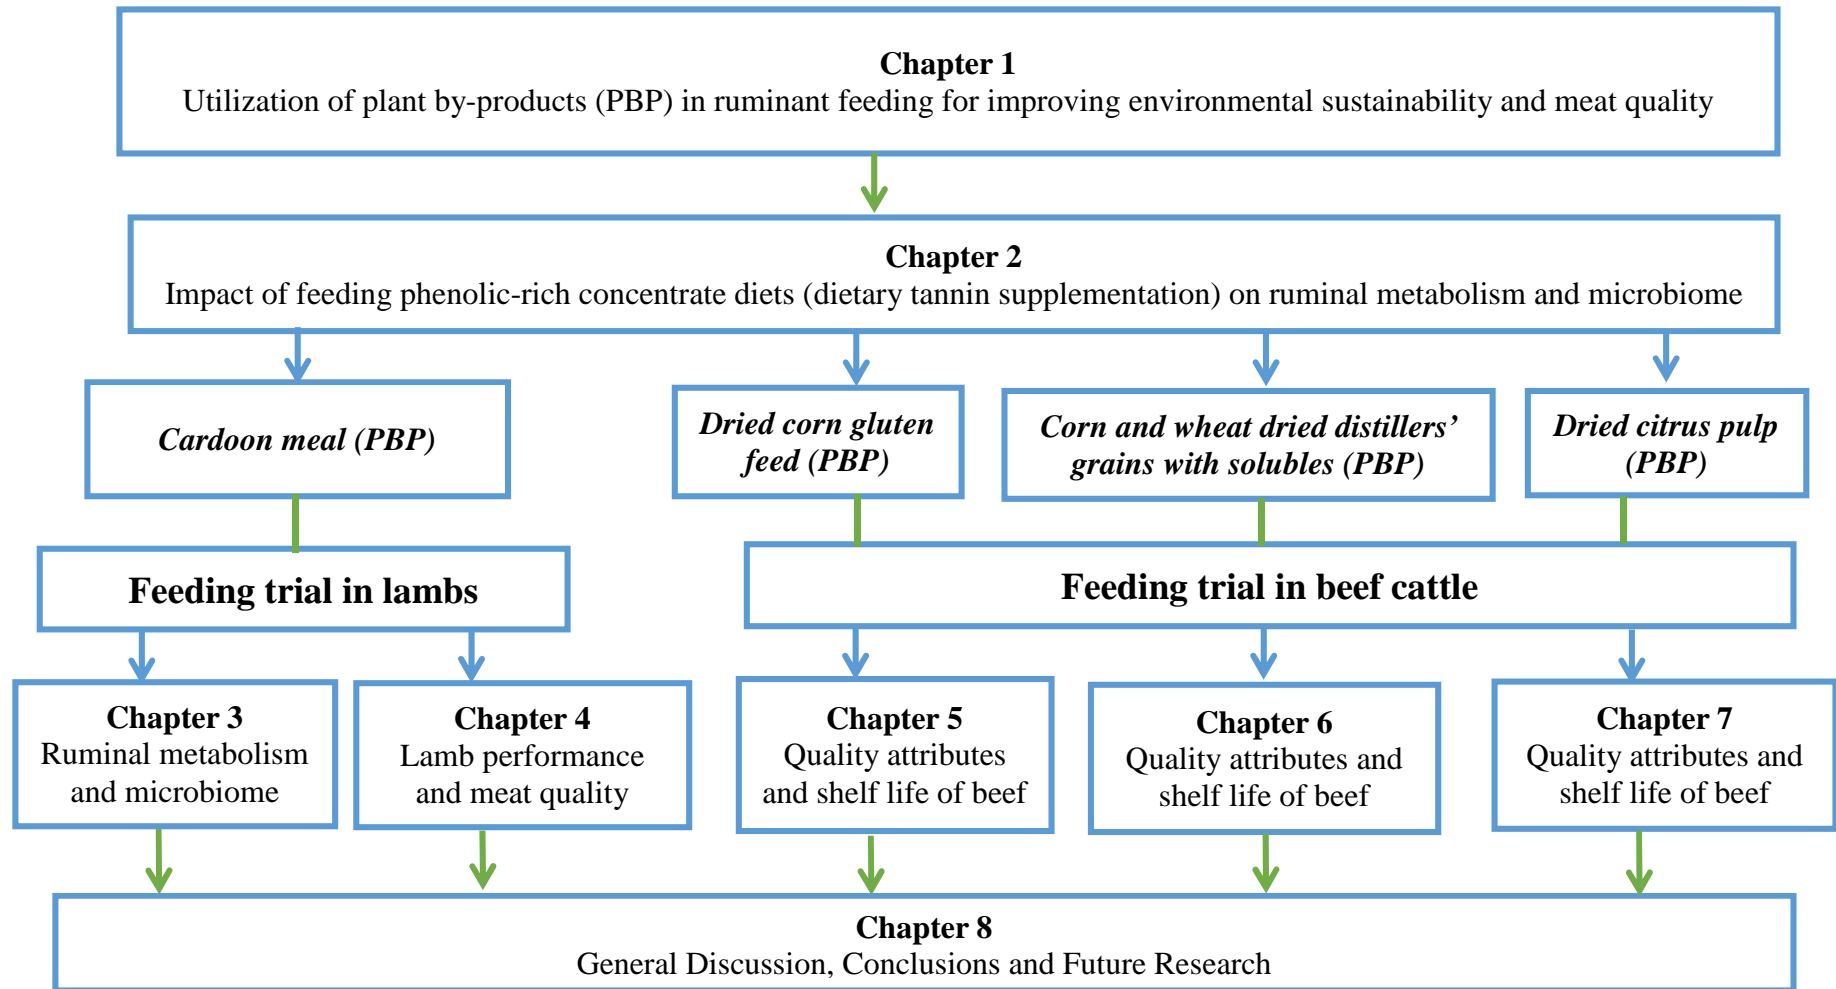 Chapter 1
Utilization of plant by-products (PBP) in ruminant feeding for improving environmental sustainability and meat quality
Chapter 2
Impact of feeding phenolic-rich concentrate diets (dietary tannin supplementation) on ruminal metabolism and microbiome
Cardoon meal (PBP)
Dried corn gluten
feed (PBP)
Corn and wheat dried distillers’
grains with solubles (PBP)
Dried citrus pulp
(PBP)
Feeding trial in lambs
Feeding trial in beef cattle
Chapter 3
Ruminal metabolism
and microbiome
Chapter 4
Lamb performance
and meat quality
Chapter 5
Quality attributes
and shelf life of beef
Chapter 6
Quality attributes and
shelf life of beef
Chapter 7
Quality attributes and
shelf life of beef
Chapter 8
General Discussion, Conclusions and Future Research